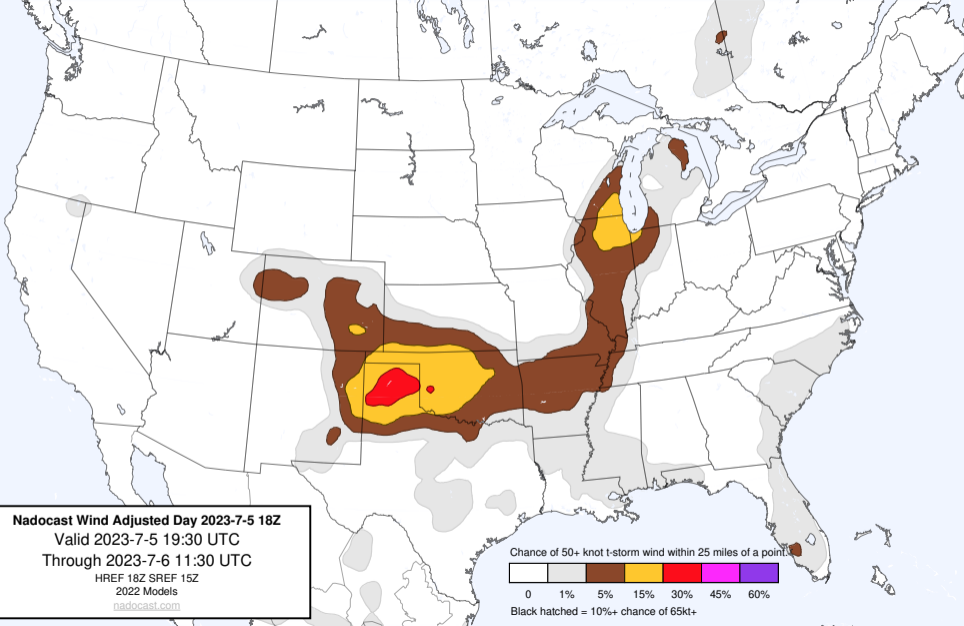 Nadocast Wind Adjusted Day 2023-7-5 18Z
Valid 2023-7-5 19:30 UTC
Through 2023-7-6 11:30 UTC
HREF 18Z SREF 15Z
2022 Models
nadocast.com
Chance of 50+ knot t-storm wind within 25 miles of a point.
0 1% 5% 15% 30% 45% 60%
Black hatched = 10%+ chance of 65kt+